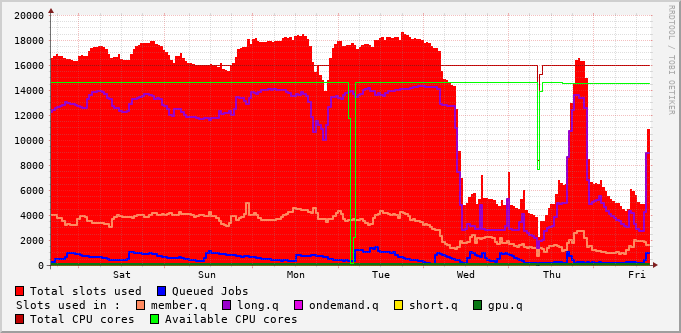 20000
18000
16000
14000
12000
10000
8000
6000
4000
2000
0
Sat Sun Mon Tue Wed Thu Fri
RRDTOOL / TOBI OETIKER
Total slots used Queued Jobs
Slots used in : member.q long.q ondemand.q short.q gpu.q
Total CPU cores Available CPU cores